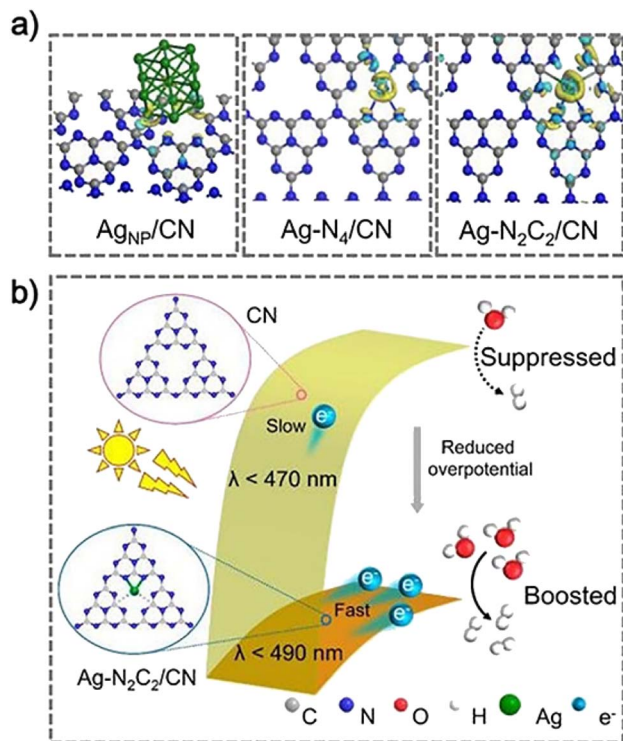 a)
Ag_NP/CN
Ag-N₄/CN
Ag-N₂C₂/CN
b)
CN
Suppressed
e⁻
Slow
Reduced
overpotential
λ < 470 nm
e⁻
e⁻
e⁻
Fast
Boosted
λ < 490 nm
Ag-N₂C₂/CN
C N O H Ag e⁻